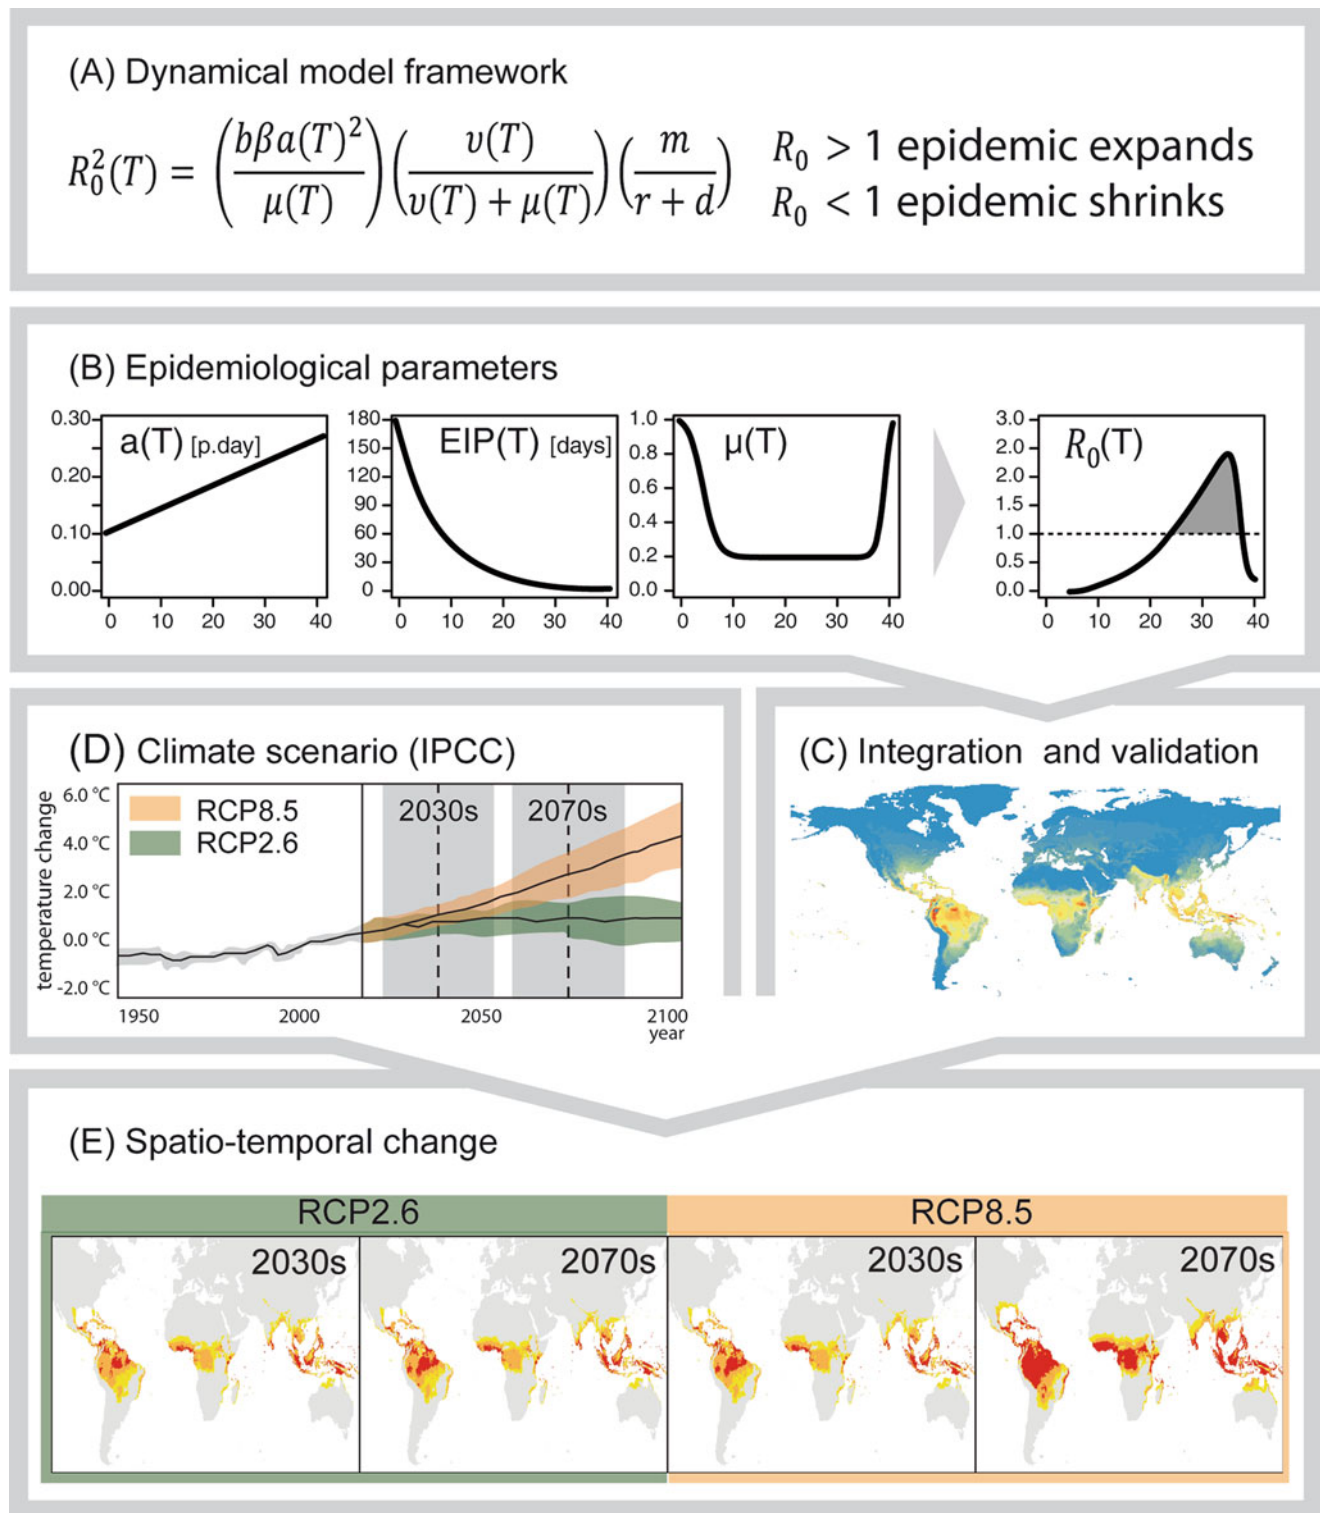 (A) Dynamical model framework
R₀²(T) = (bβa(T)²/μ(T)) (υ(T)/(υ(T) + μ(T))) (m/(r + d))
R₀ > 1 epidemic expands
R₀ < 1 epidemic shrinks
(B) Epidemiological parameters
0.30
0.20
0.10
0.00
a(T) [p.day]
0 10 20 30 40
180
150
120
90
60
30
0
EIP(T) [days]
0 10 20 30 40
1.0
0.8
0.6
0.4
0.2
0.0
μ(T)
0 10 20 30 40
3.0
2.0
1.5
1.0
0.5
0.0
R₀(T)
0 10 20 30 40
(D) Climate scenario (IPCC)
temperature change
6.0 °C
4.0 °C
2.0 °C
0.0 °C
-2.0 °C
RCP8.5
RCP2.6
2030s
2070s
1950 2000 2050 2100
year
(C) Integration and validation
(E) Spatio-temporal change
RCP2.6
RCP8.5
2030s
2070s
2030s
2070s